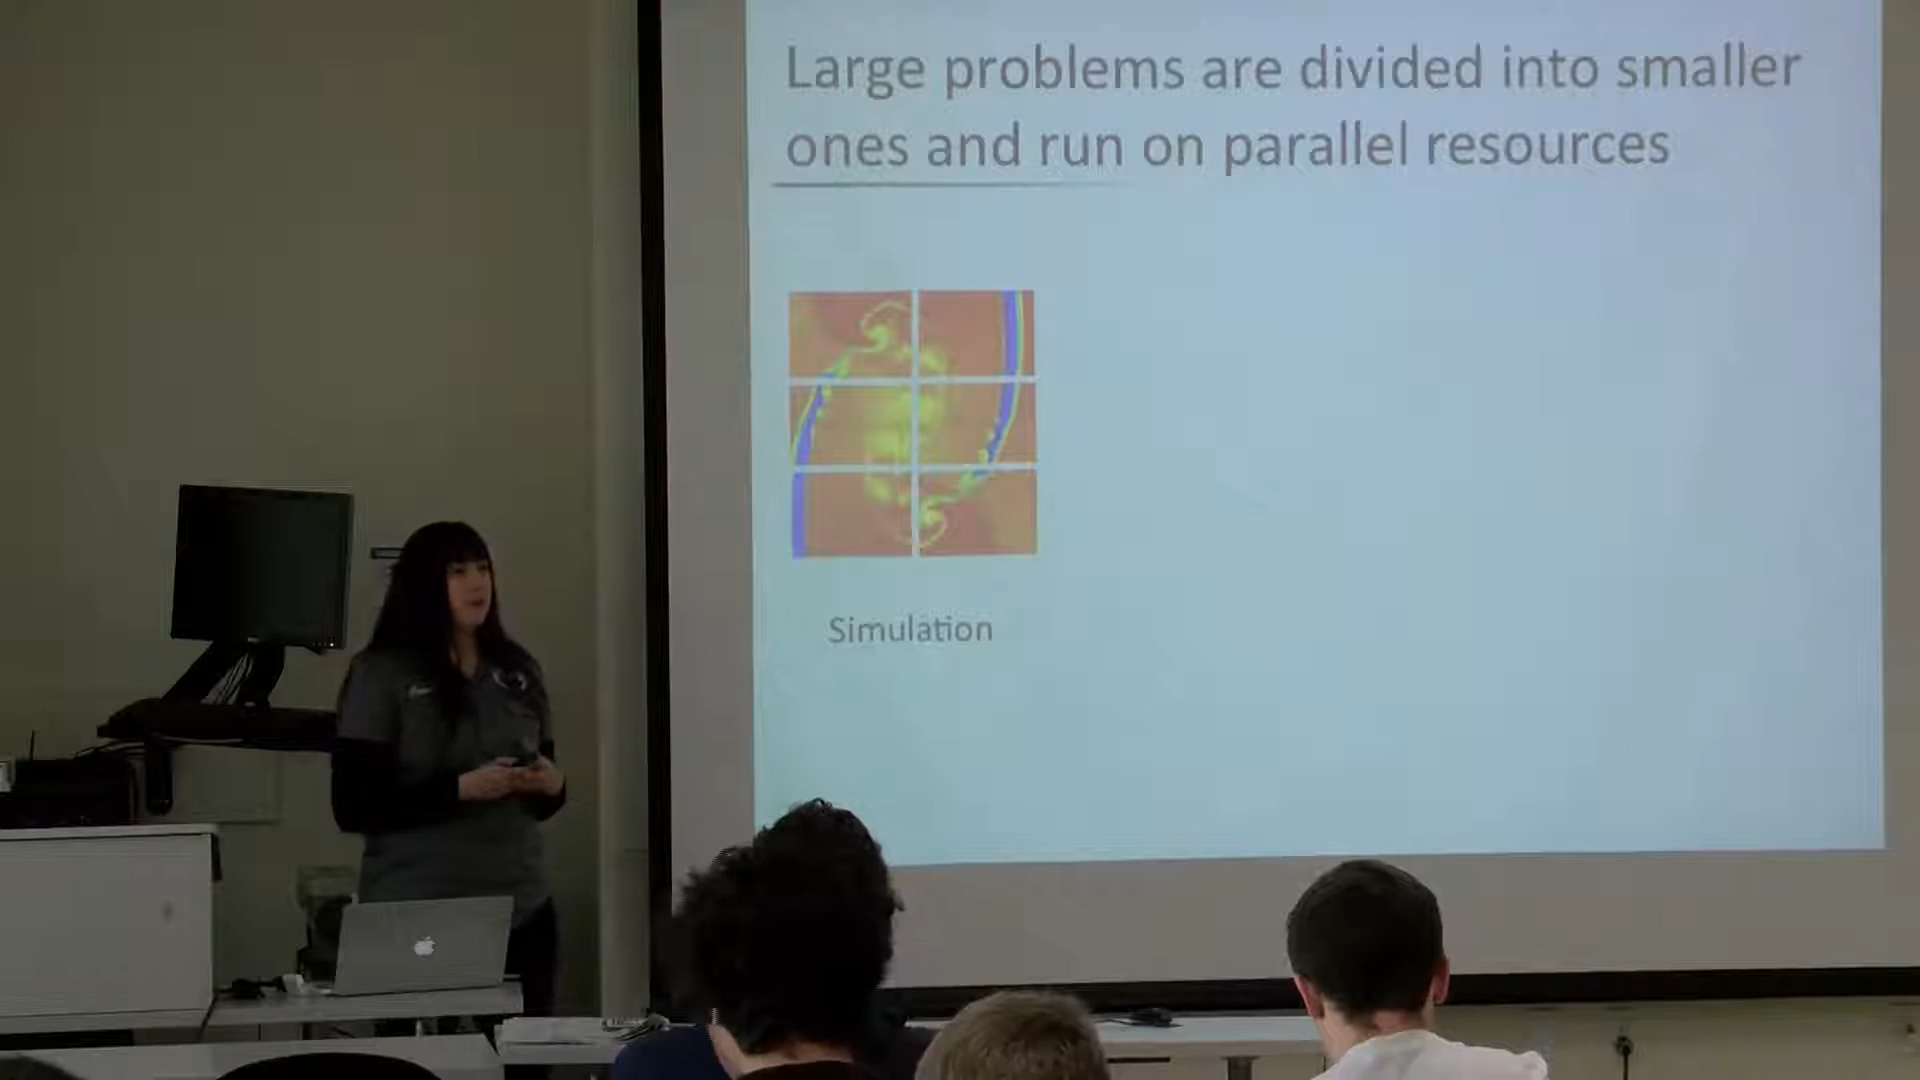 Large problems are divided into smaller
ones and run on parallel resources
Simulation